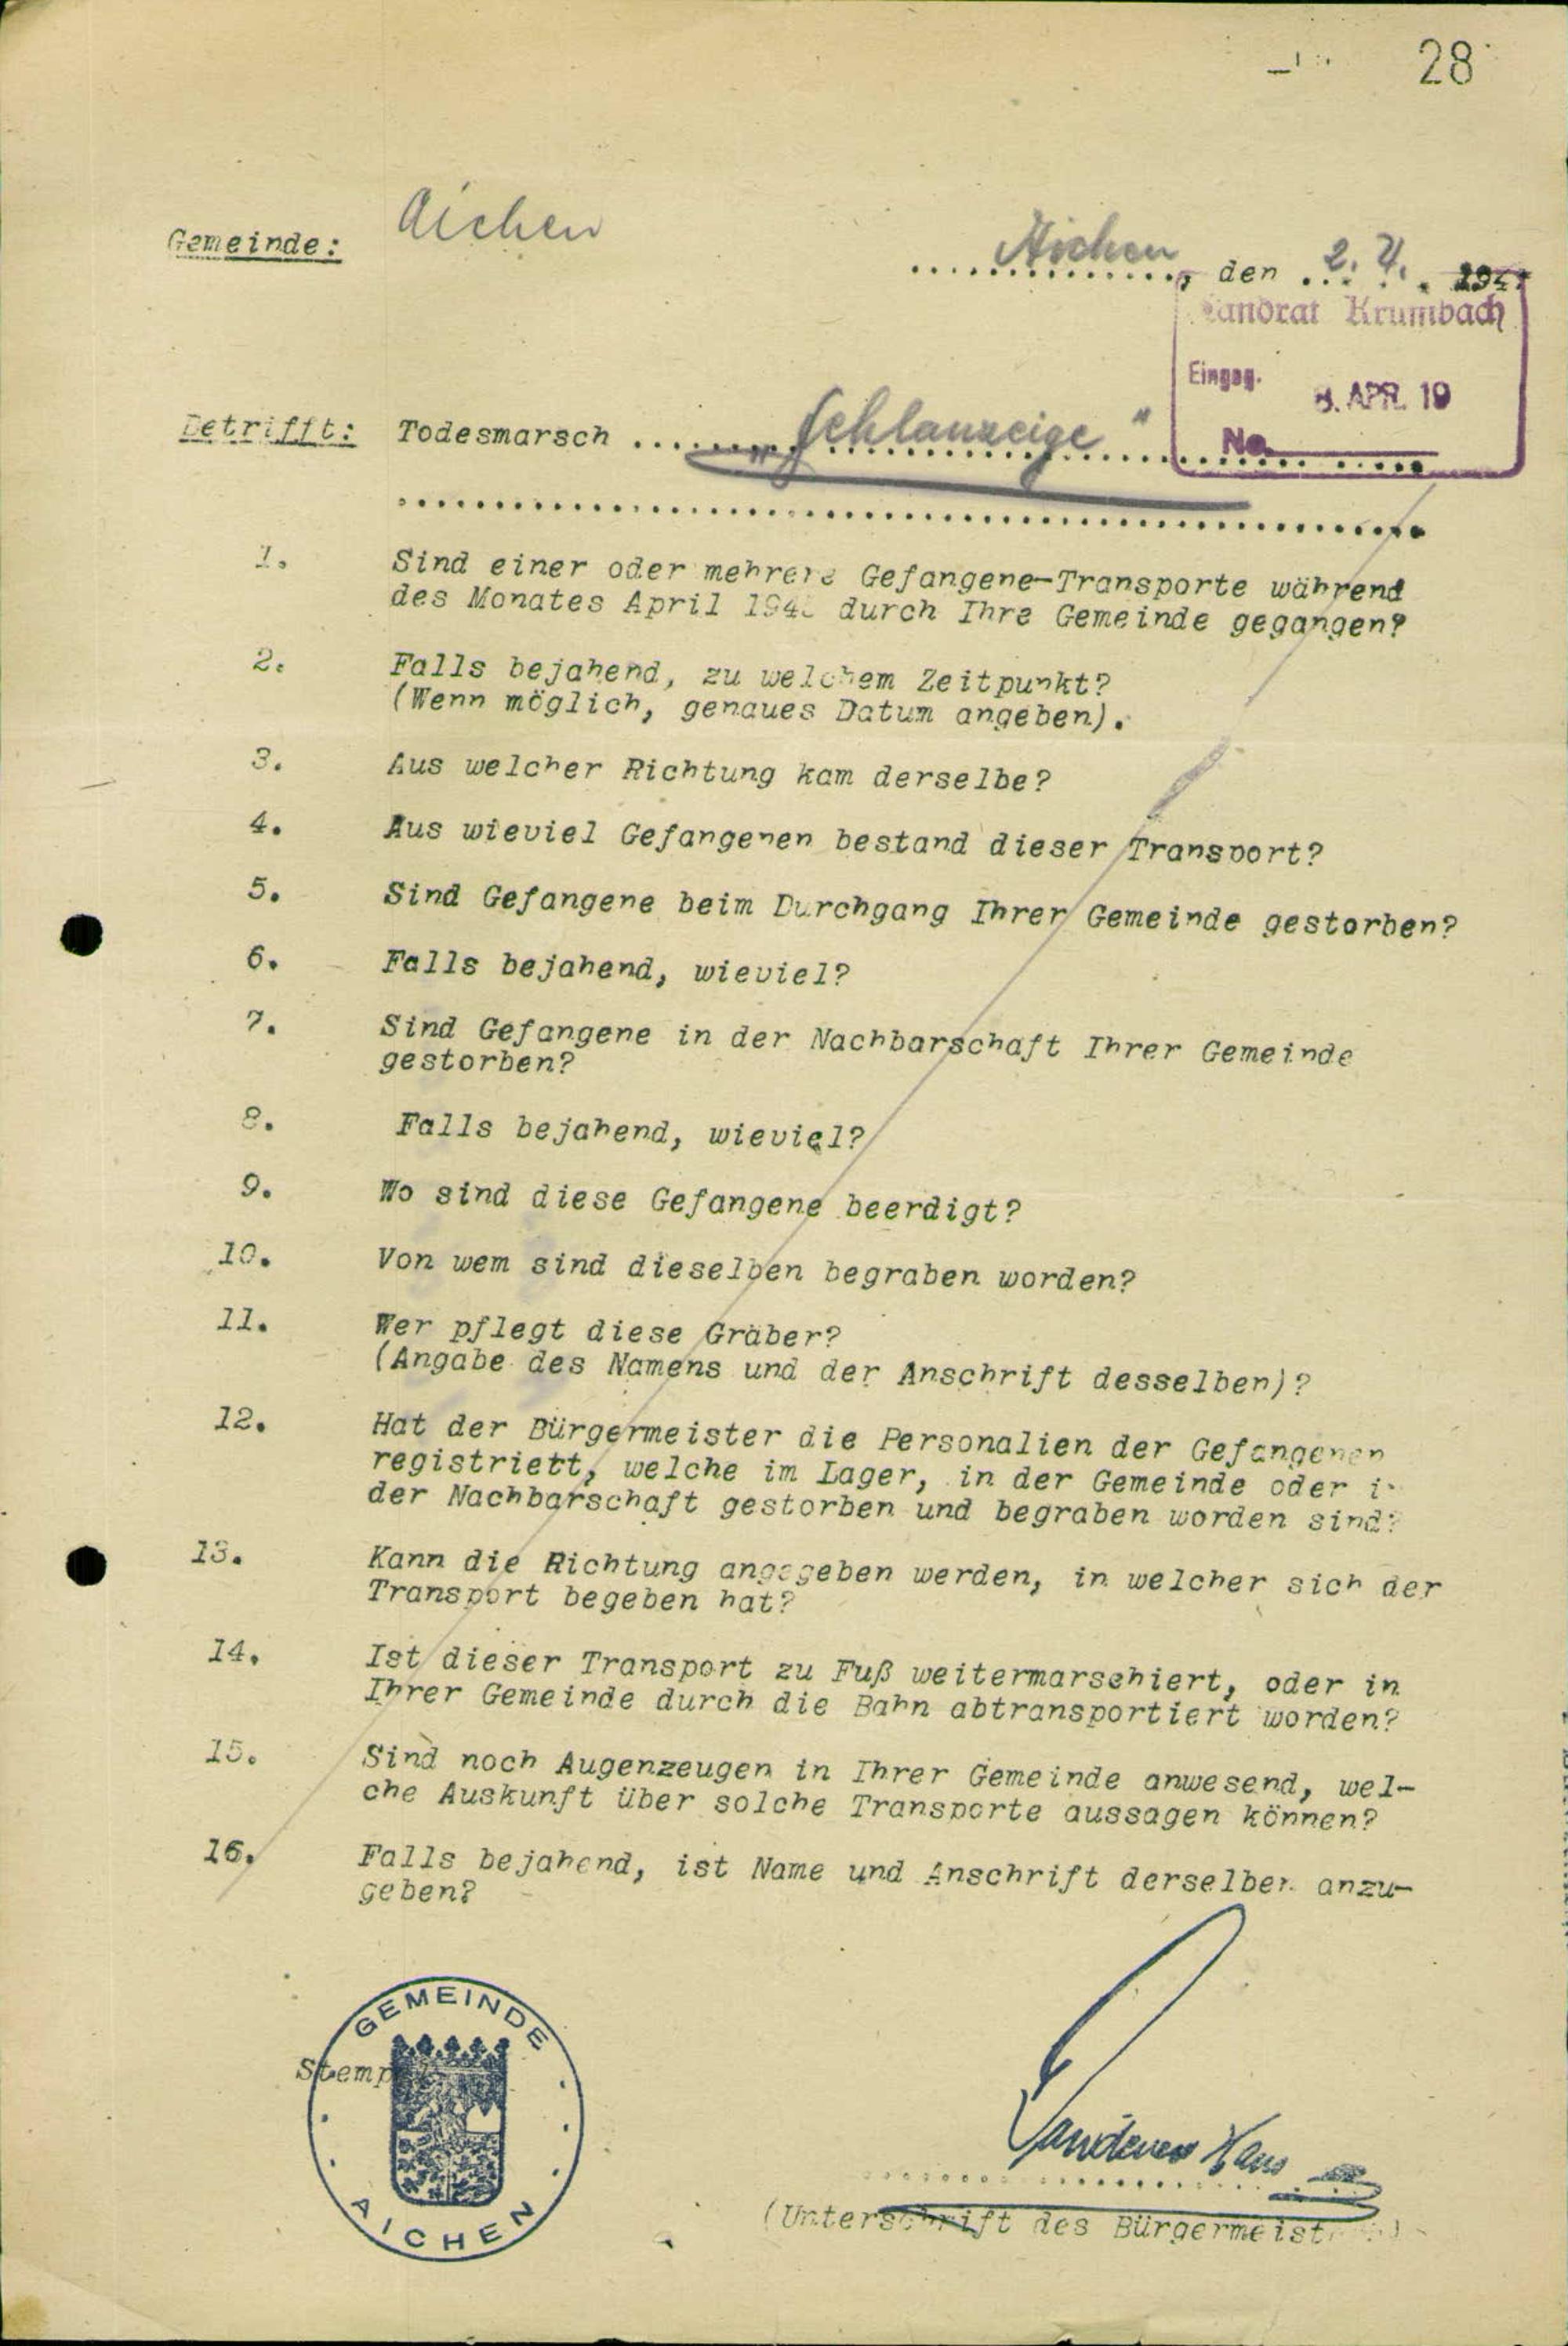 28
Gemeinde: Aichen
Aichen, den 2. 4. 194
Landrat Krumbach
Eingag. 8. APR. 19
No.
Betrifft: Todesmarsch ........„Fehlanzeige"........
1. Sind einer oder mehrere Gefangene-Transporte während
des Monates April 194 durch Ihre Gemeinde gegangen?
2. Falls bejahend, zu welchem Zeitpunkt?
(Wenn möglich, genaues Datum angeben).
3. Aus welcher Richtung kam derselbe?
4. Aus wieviel Gefangenen bestand dieser Transport?
5. Sind Gefangene beim Durchgang Ihrer Gemeinde gestorben?
6. Falls bejahend, wieviel?
7. Sind Gefangene in der Nachbarschaft Ihrer Gemeinde
gestorben?
8. Falls bejahend, wieviel?
9. Wo sind diese Gefangene beerdigt?
10. Von wem sind dieselben begraben worden?
11. Wer pflegt diese Gräber?
(Angabe des Namens und der Anschrift desselben)?
12. Hat der Bürgermeister die Personalien der Gefangenen
registriett, welche im Lager, in der Gemeinde oder i
der Nachbarschaft gestorben und begraben worden sind?
13. Kann die Richtung angegeben werden, in welcher sich der
Transport begeben hat?
14. Ist dieser Transport zu Fuß weitermarschiert, oder in
Ihrer Gemeinde durch die Bahn abtransportiert worden?
15. Sind noch Augenzeugen in Ihrer Gemeinde anwesend, wel-
che Auskunft über solche Transporte aussagen können?
16. Falls bejahend, ist Name und Anschrift derselben anzu-
geben?
GEMEINDE
Stemp
AICHEN
Hans
(Unterschrift des Bürgermeist